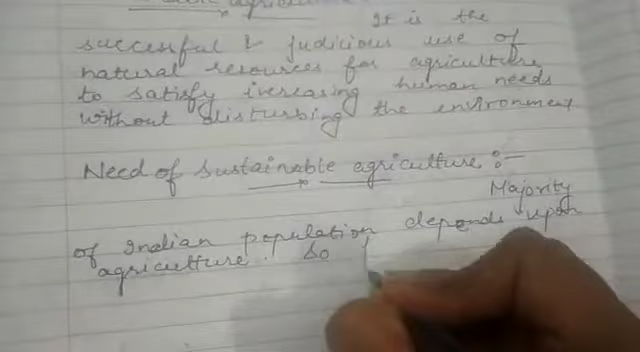 agriculture
It is the
successful & judicious use of
natural resources for agriculture
to satisfy increasing human needs
without disturbing the environment
Need of sustainable agriculture :-
Majority
of Indian population depends upon
agriculture. So